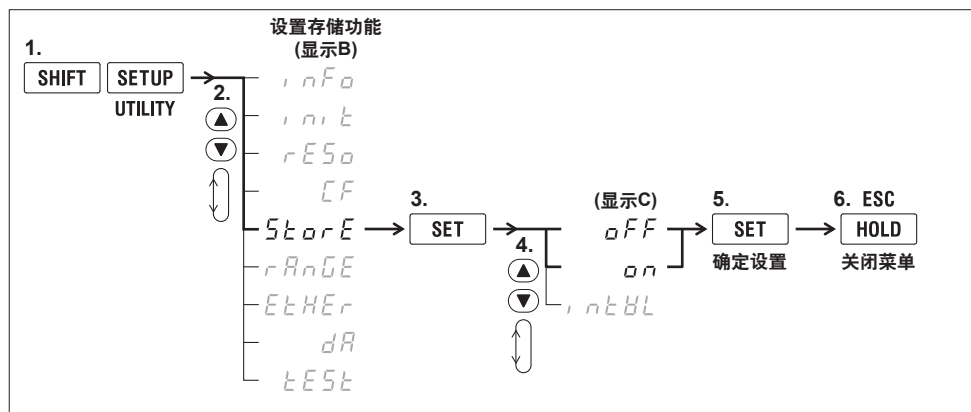 设置存储功能
(显示B)
1.
SHIFT SETUP
UTILITY
2.
inFo
init
rESo
CF
StorE
rAnGE
EtHEr
dA
tESt
3.
SET
4.
(显示C)
oFF
on
intVL
5.
SET
确定设置
6. ESC
HOLD
关闭菜单